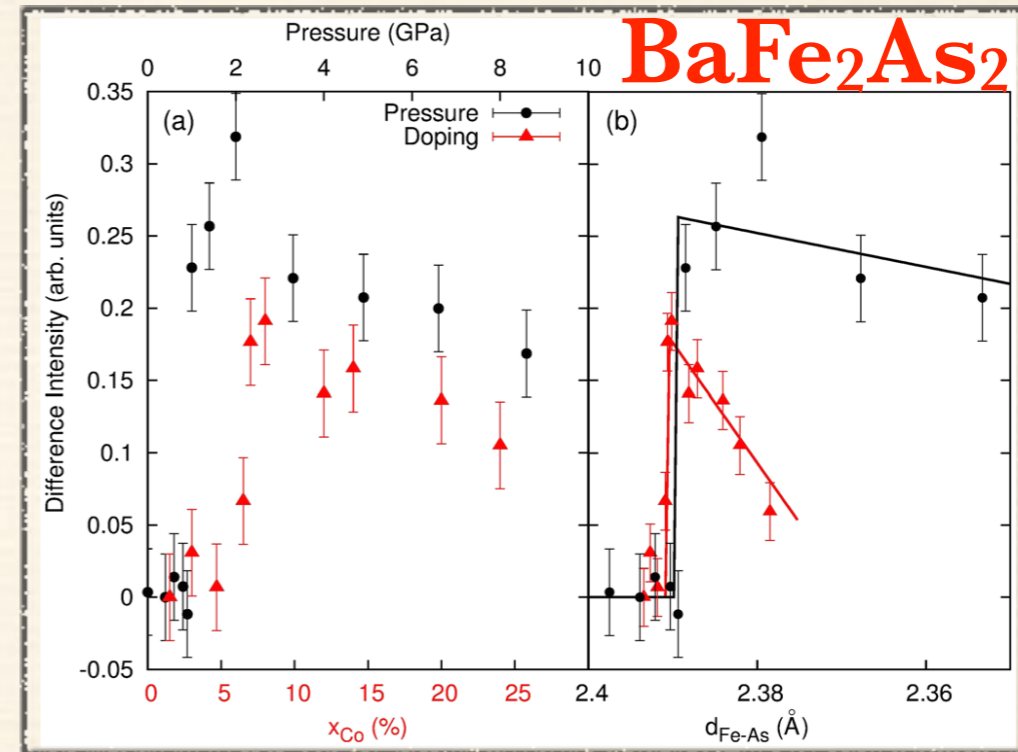 BaFe₂As₂
Pressure (GPa)
0 2 4 6 8 10
Difference Intensity (arb. units)
0.35
0.3
0.25
0.2
0.15
0.1
0.05
0
-0.05
(a)
Pressure
Doping
(b)
0 5 10 15 20 25
x_Co (%)
2.4 2.38 2.36
d_Fe-As (Å)